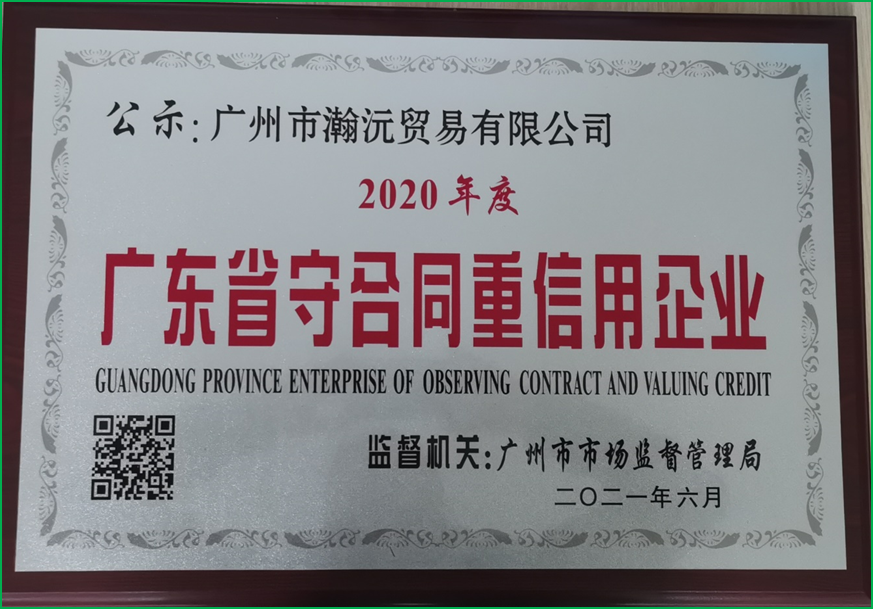 公示:广州市瀚沅贸易有限公司
2020年度
广东省守合同重信用企业
GUANGDONG PROVINCE ENTERPRISE OF OBSERVING CONTRACT AND VALUING CREDIT
监督机关:广州市市场监督管理局
二〇二一年六月